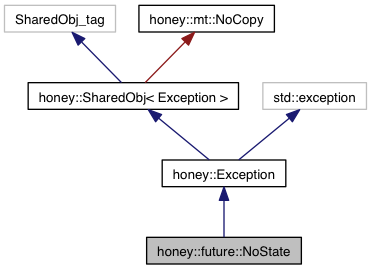 SharedObj_tag
honey::mt::NoCopy
honey::SharedObj< Exception >
std::exception
honey::Exception
honey::future::NoState